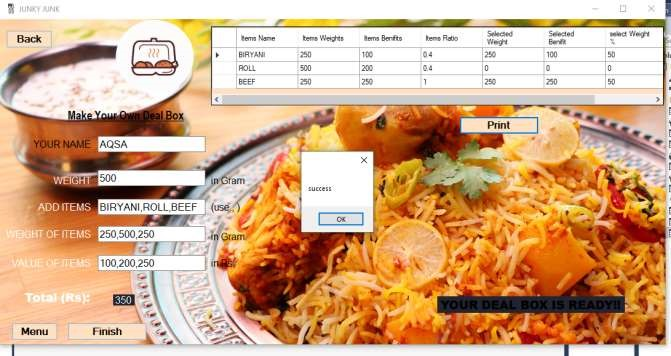 JUNKY JUNK
Back
Items Name Items Weights Items Benifits Items Ratio Selected Weight Selected Benifit select Weight %
BIRYANI 250 100 0.4 250 100 50
ROLL 500 200 0.4 0 0 0
BEEF 250 250 1 250 250 50
Make Your Own Deal Box
Print
YOUR NAME AQSA
WEIGHT 500 in Gram
success
ADD ITEMS BIRYANI,ROLL,BEEF (use,;)
OK
WEIGHT OF ITEMS 250,500,250 in Gram
VALUE OF ITEMS 100,200,250 in Rs.
Total (Rs): 350
YOUR DEAL BOX IS READY!!
Menu Finish